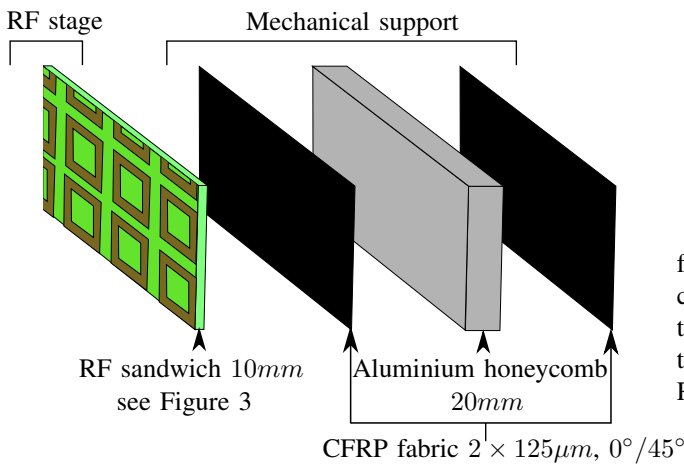 RF stage
Mechanical support
RF sandwich 10mm
see Figure 3
Aluminium honeycomb
20mm
CFRP fabric 2 × 125μm, 0°/45°